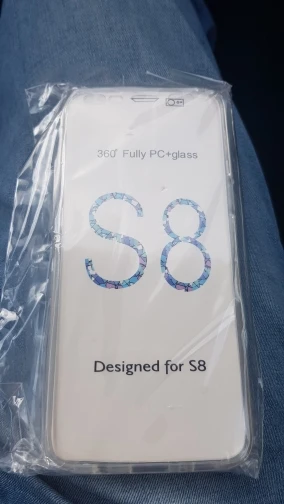 360° Fully PC+glass
S8
Designed for S8